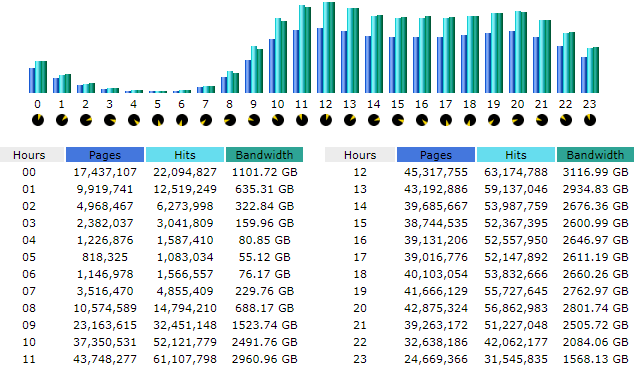 0 1 2 3 4 5 6 7 8 9 10 11 12 13 14 15 16 17 18 19 20 21 22 23
Hours Pages Hits Bandwidth
00 17,437,107 22,094,827 1101.72 GB
01 9,919,741 12,519,249 635.31 GB
02 4,968,467 6,273,998 322.84 GB
03 2,382,037 3,041,809 159.96 GB
04 1,226,876 1,587,410 80.85 GB
05 818,325 1,083,034 55.12 GB
06 1,146,978 1,566,557 76.17 GB
07 3,516,470 4,855,409 229.76 GB
08 10,574,589 14,794,210 688.17 GB
09 23,163,615 32,451,148 1523.74 GB
10 37,350,531 52,121,779 2491.76 GB
11 43,748,277 61,107,798 2960.96 GB
Hours Pages Hits Bandwidth
12 45,317,755 63,174,788 3116.99 GB
13 43,192,886 59,137,046 2934.83 GB
14 39,685,667 53,987,759 2676.36 GB
15 38,744,535 52,367,395 2600.99 GB
16 39,131,206 52,557,950 2646.97 GB
17 39,016,776 52,147,892 2611.19 GB
18 40,103,054 53,832,666 2660.26 GB
19 41,666,129 55,727,645 2762.97 GB
20 42,875,324 56,862,983 2801.74 GB
21 39,263,172 51,227,048 2505.72 GB
22 32,638,186 42,062,177 2084.06 GB
23 24,669,366 31,545,835 1568.13 GB